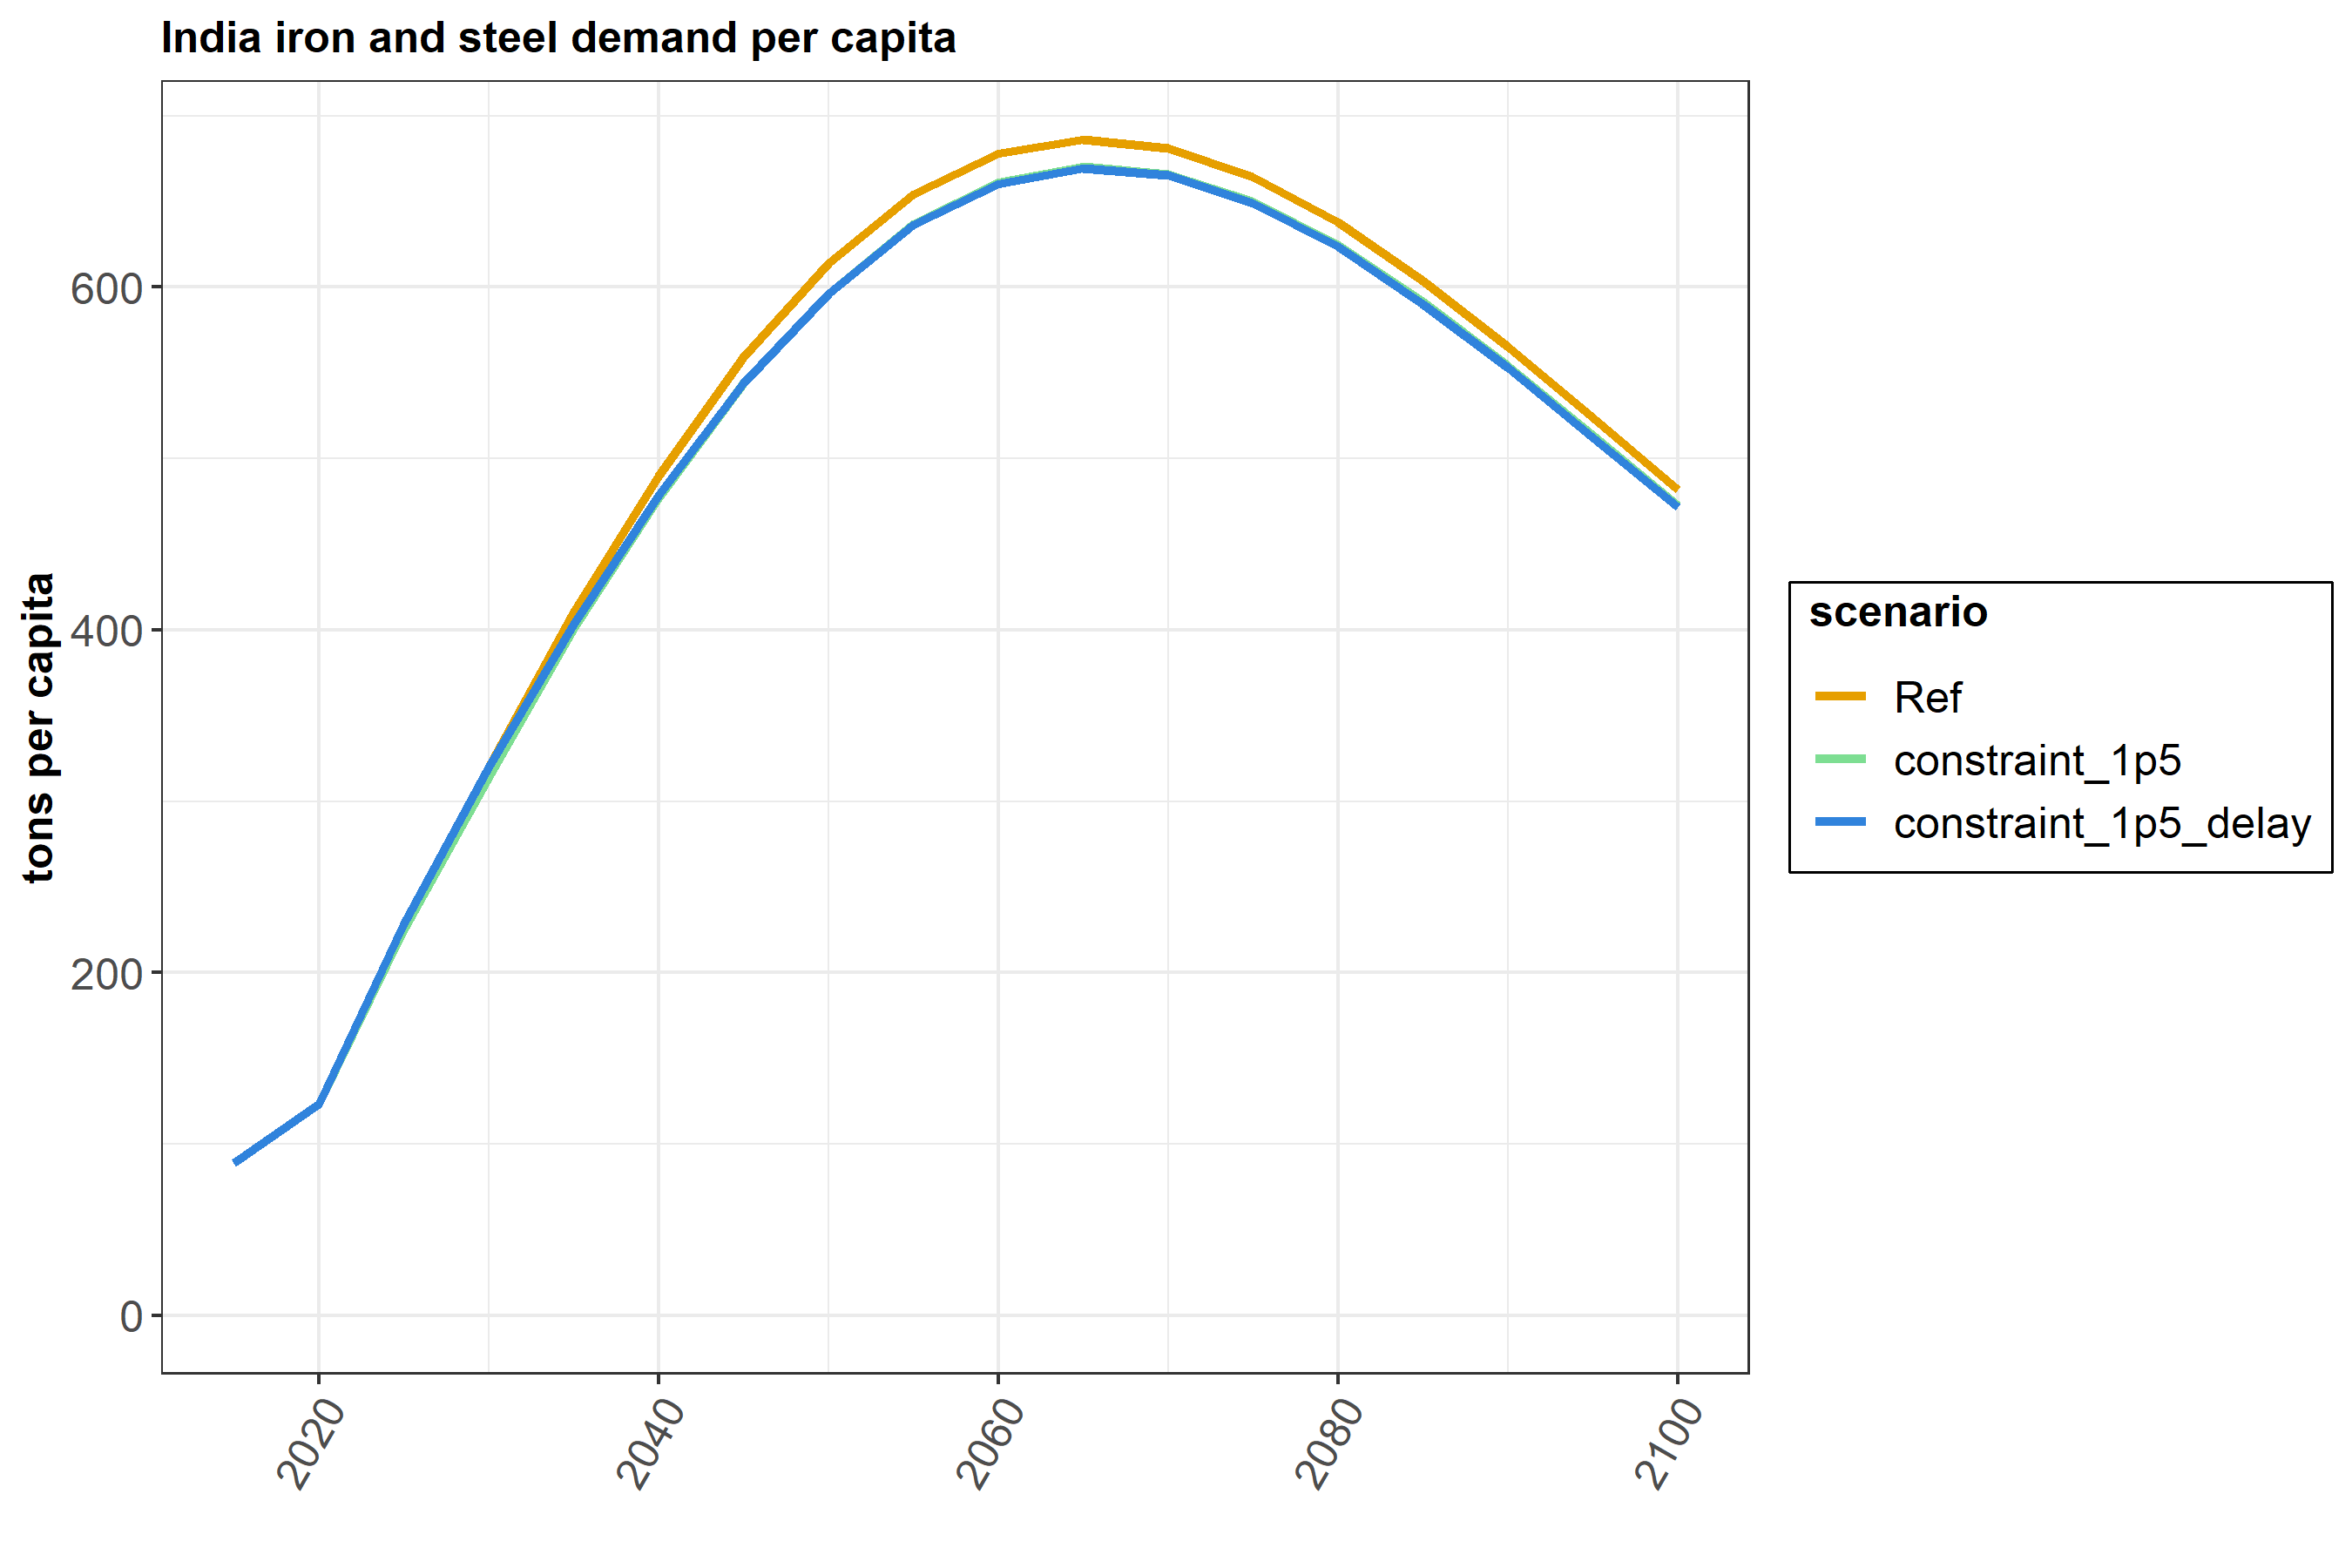 India iron and steel demand per capita
tons per capita
600
400
200
0
2020
2040
2060
2080
2100
scenario
Ref
constraint_1p5
constraint_1p5_delay